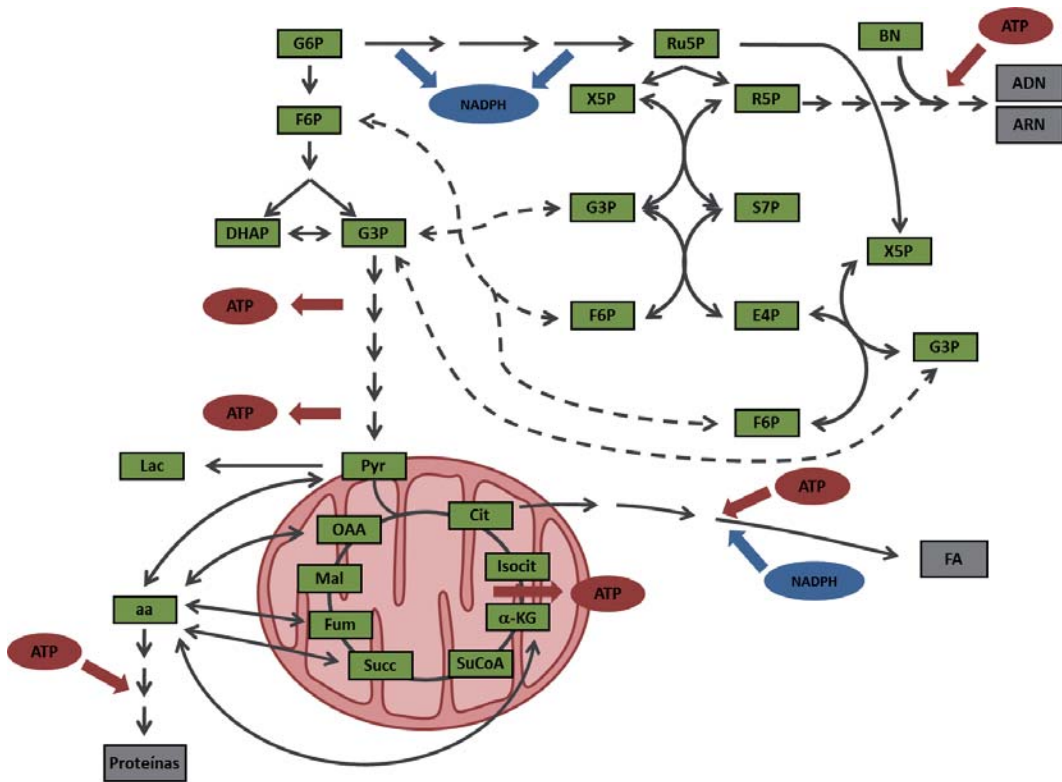 G6P
Ru5P
BN
ATP
NADPH
X5P
R5P
ADN
F6P
ARN
G3P
S7P
DHAP
G3P
X5P
ATP
F6P
E4P
G3P
ATP
F6P
Lac
Pyr
ATP
OAA
Cit
Isocit
FA
Mal
NADPH
ATP
aa
Fum
α-KG
ATP
Succ
SuCoA
Proteínas